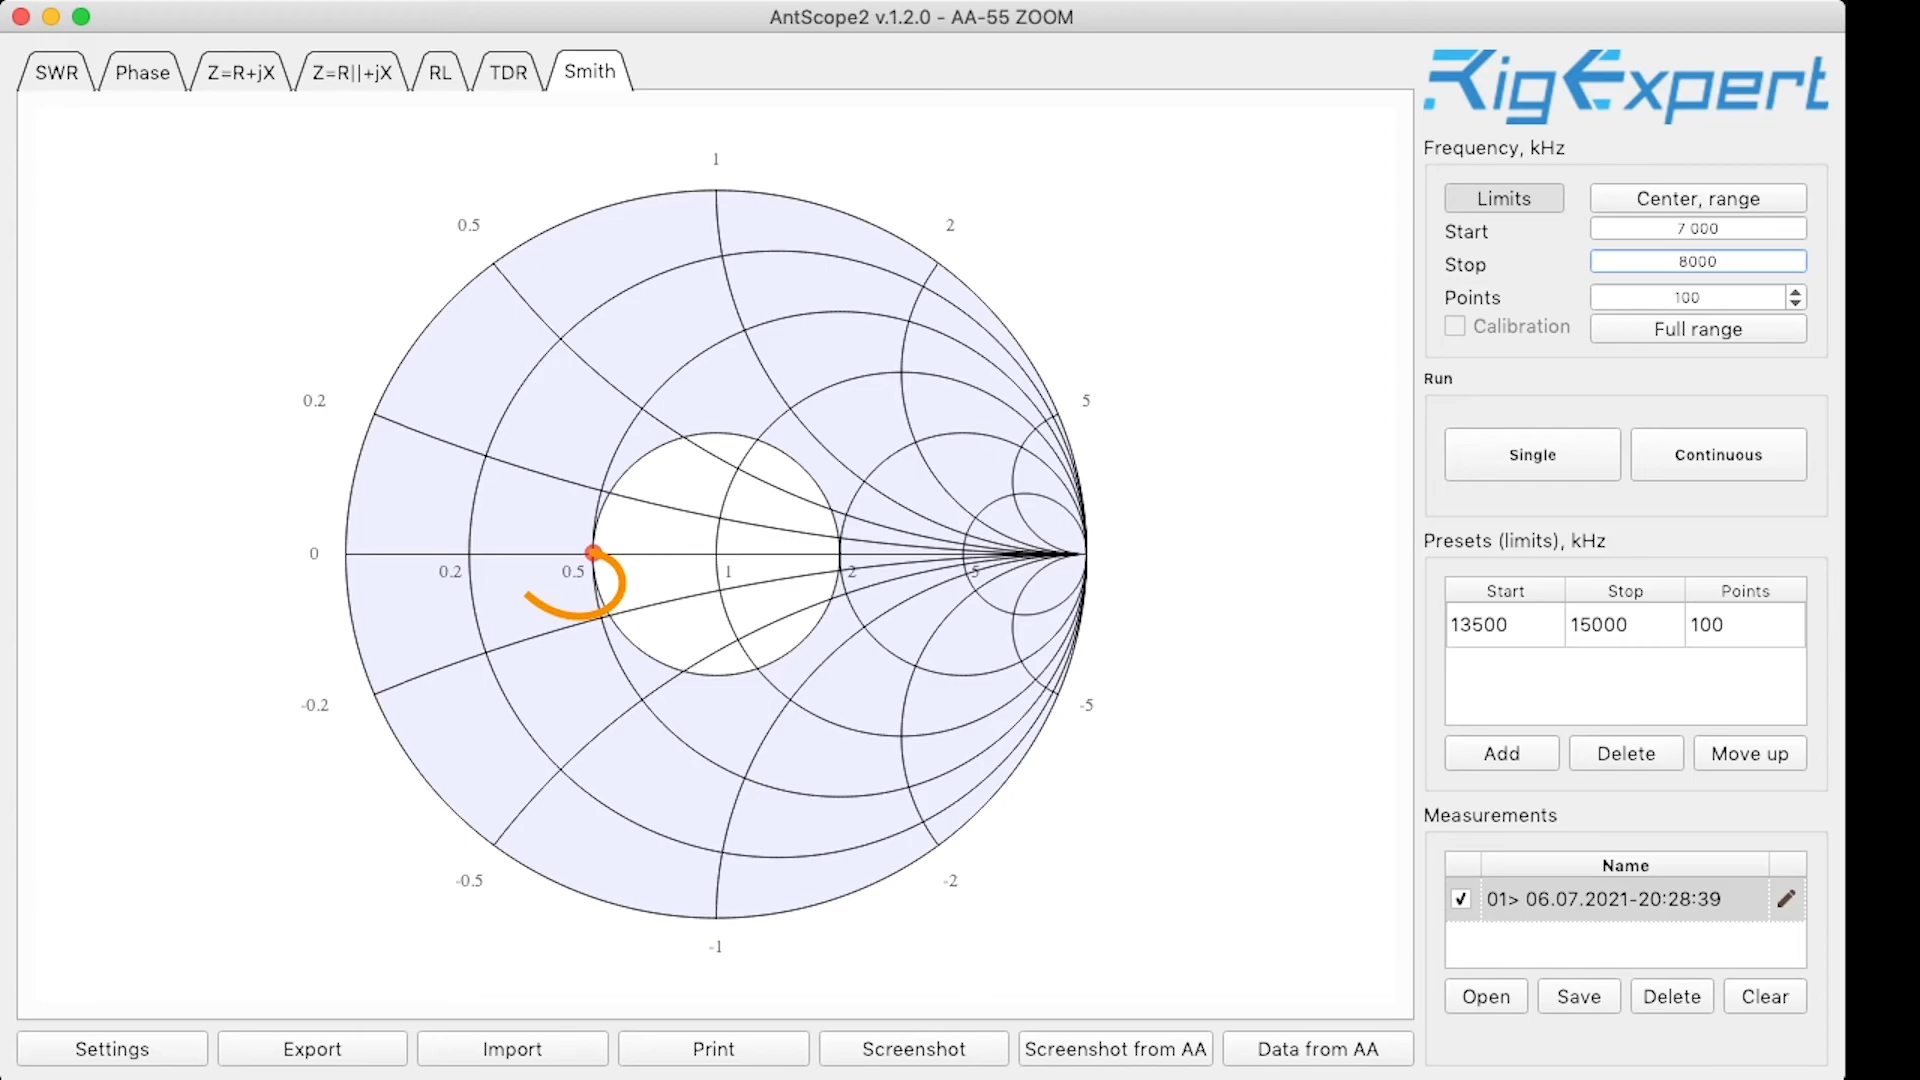 AntScope2 v.1.2.0 - AA-55 ZOOM
SWR
Phase
Z=R+jX
Z=R||+jX
RL
TDR
Smith
RigExpert
1
0.5
2
0.2
5
0
0.2
0.5
1
2
5
-0.2
-5
-0.5
-2
-1
Frequency, kHz
Limits
Center, range
Start
7 000
Stop
8000
Points
100
Calibration
Full range
Run
Single
Continuous
Presets (limits), kHz
Start
Stop
Points
13500
15000
100
Add
Delete
Move up
Measurements
Name
01> 06.07.2021-20:28:39
Open
Save
Delete
Clear
Settings
Export
Import
Print
Screenshot
Screenshot from AA
Data from AA